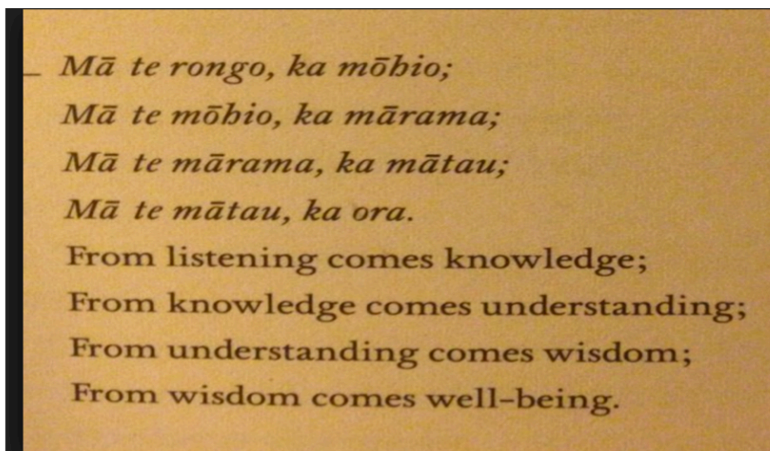 Mā te rongo, ka mōhio;
Mā te mōhio, ka mārama;
Mā te mārama, ka mātau;
Mā te mātau, ka ora.
From listening comes knowledge;
From knowledge comes understanding;
From understanding comes wisdom;
From wisdom comes well-being.